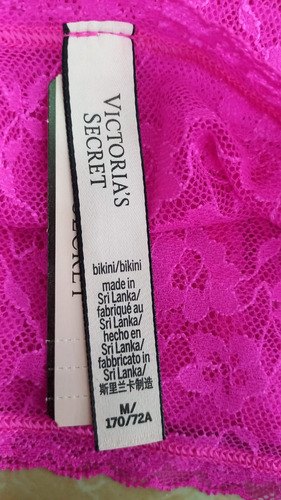 VICTORIA'S
SECRET
bikini/bikini
made in
Sri Lanka/
fabriqué au
Sri Lanka/
hecho en
Sri Lanka/
fabbricato in
Sri Lanka/
斯里兰卡制造
M/
170/72A
SECRET